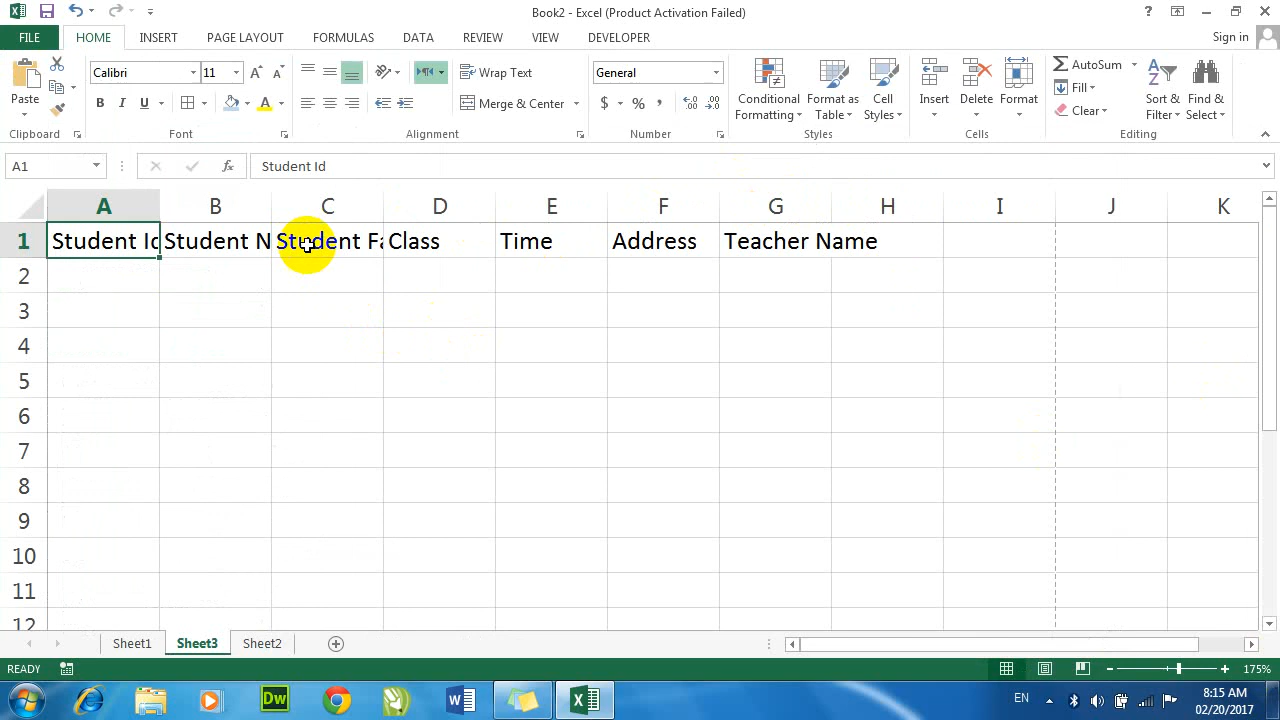 Book2 - Excel (Product Activation Failed)
FILE HOME INSERT PAGE LAYOUT FORMULAS DATA REVIEW VIEW DEVELOPER Sign in
Paste
Calibri 11
B I U A
Wrap Text
Merge & Center
General
$ % ,
Conditional Formatting
Format as Table
Cell Styles
Insert Delete Format
AutoSum
Fill
Clear
Sort & Filter
Find & Select
Clipboard Font Alignment Number Styles Cells Editing
A1 fx Student Id
A B C D E F G H I J K
1 Student Id Student N Student Fa Class Time Address Teacher Name
2
3
4
5
6
7
8
9
10
11
12
Sheet1 Sheet3 Sheet2
READY 175%
Dw EN 8:15 AM
02/20/2017